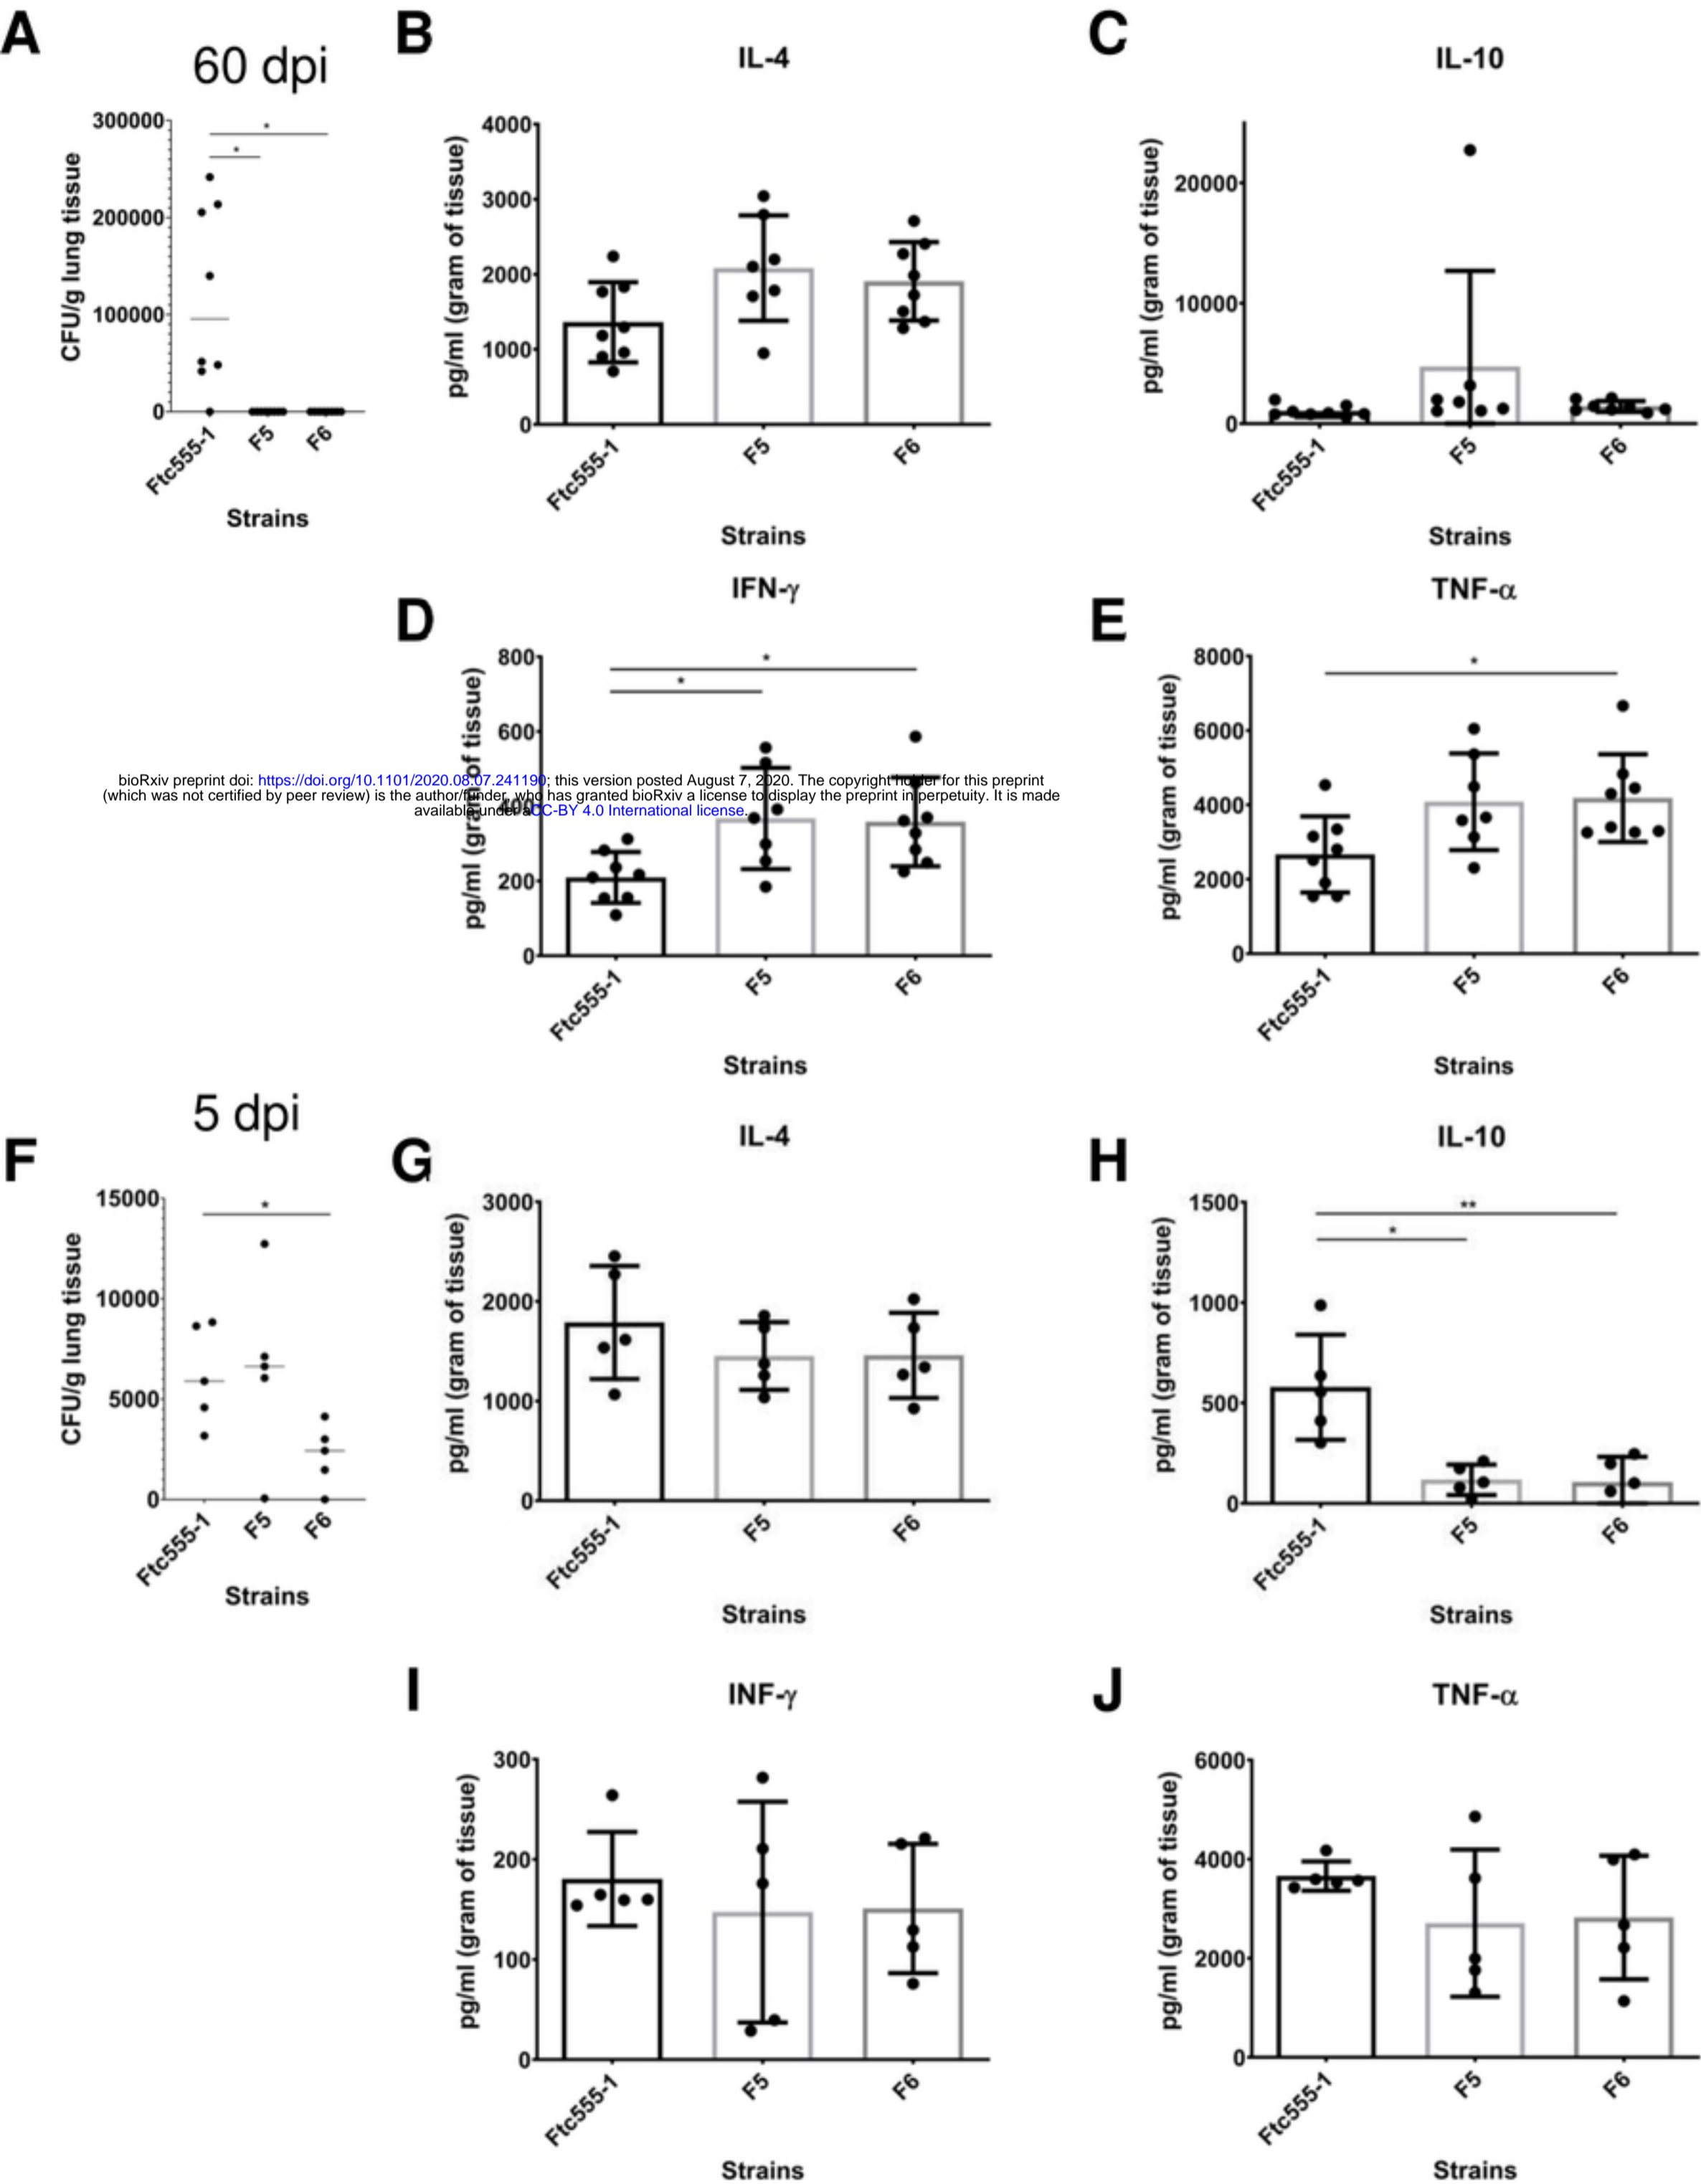 A
60 dpi
300000
200000
100000
0
CFU/g lung tissue
*
*
Ftc555-1
F5
F6
Strains
B
IL-4
4000
3000
2000
1000
0
pg/ml (gram of tissue)
Ftc555-1
F5
F6
Strains
C
IL-10
20000
10000
0
pg/ml (gram of tissue)
Ftc555-1
F5
F6
Strains
D
IFN-γ
800
600
400
200
0
pg/ml (gram of tissue)
*
*
Ftc555-1
F5
F6
Strains
E
TNF-α
8000
6000
4000
2000
0
pg/ml (gram of tissue)
*
Ftc555-1
F5
F6
Strains
bioRxiv preprint doi: https://doi.org/10.1101/2020.08.07.241190; this version posted August 7, 2020. The copyright holder for this preprint
(which was not certified by peer review) is the author/funder, who has granted bioRxiv a license to display the preprint in perpetuity. It is made
available under aCC-BY 4.0 International license.
5 dpi
F
15000
10000
5000
0
CFU/g lung tissue
*
Ftc555-1
F5
F6
Strains
G
IL-4
3000
2000
1000
0
pg/ml (gram of tissue)
Ftc555-1
F5
F6
Strains
H
IL-10
1500
1000
500
0
pg/ml (gram of tissue)
**
*
Ftc555-1
F5
F6
Strains
I
INF-γ
300
200
100
0
pg/ml (gram of tissue)
Ftc555-1
F5
F6
Strains
J
TNF-α
6000
4000
2000
0
pg/ml (gram of tissue)
Ftc555-1
F5
F6
Strains